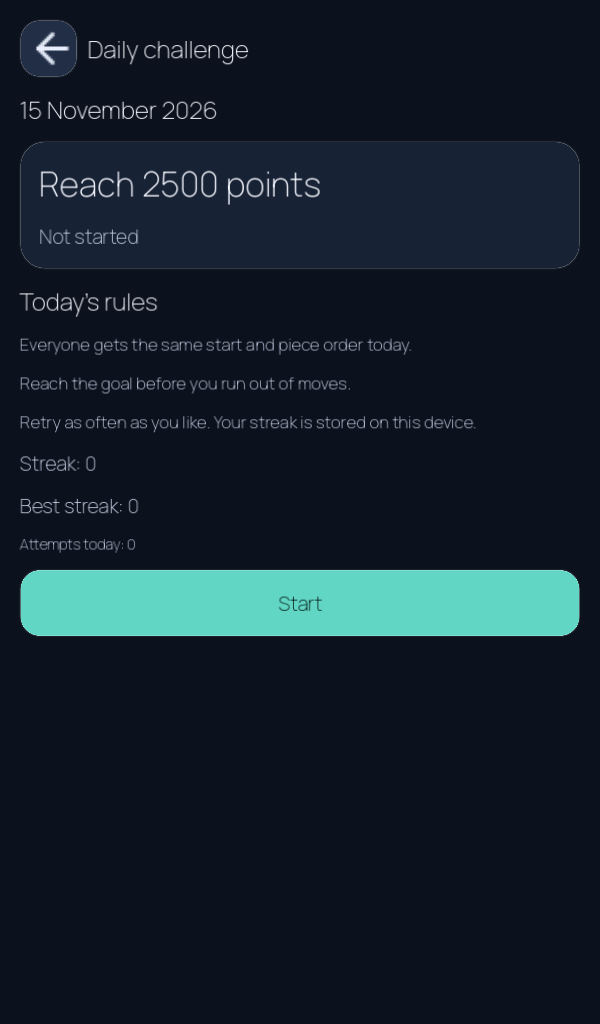 Daily challenge
15 November 2026
Reach 2500 points
Not started
Today's rules
Everyone gets the same start and piece order today.
Reach the goal before you run out of moves.
Retry as often as you like. Your streak is stored on this device.
Streak: 0
Best streak: 0
Attempts today: 0
Start